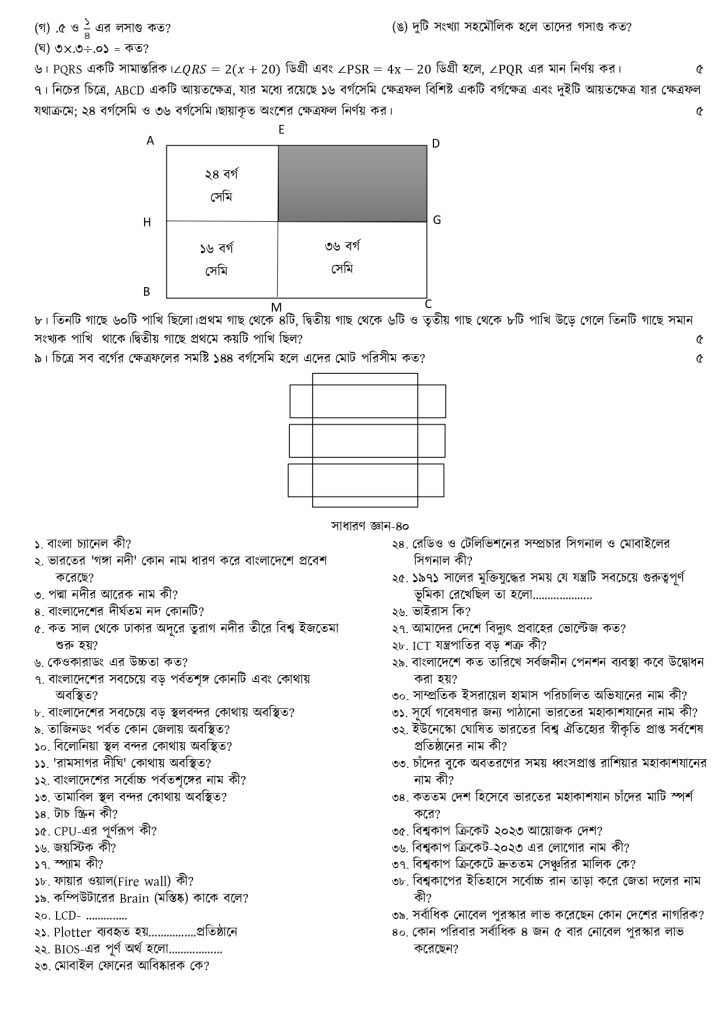 (গ) .৫ ও ১/৪ এর লসাগু কত?
(ঙ) দুটি সংখ্যা সহমৌলিক হলে তাদের গসাগু কত?
(ঘ) ৩×.৩÷.০১ = কত?
৬। PQRS একটি সামান্তরিক।∠QRS = 2(x + 20) ডিগ্রী এবং ∠PSR = 4x − 20 ডিগ্রী হলে, ∠PQR এর মান নির্ণয় কর। ৫
৭। নিচের চিত্রে, ABCD একটি আয়তক্ষেত্র, যার মধ্যে রয়েছে ১৬ বর্গসেমি ক্ষেত্রফল বিশিষ্ট একটি বর্গক্ষেত্র এবং দুইটি আয়তক্ষেত্র যার ক্ষেত্রফল
যথাক্রমে; ২৪ বর্গসেমি ও ৩৬ বর্গসেমি।ছায়াকৃত অংশের ক্ষেত্রফল নির্ণয় কর। ৫
E
A
D
২৪ বর্গ
সেমি
H
G
১৬ বর্গ
সেমি
৩৬ বর্গ
সেমি
B
M
C
৮। তিনটি গাছে ৬০টি পাখি ছিলো।প্রথম গাছ থেকে ৪টি, দ্বিতীয় গাছ থেকে ৬টি ও তৃতীয় গাছ থেকে ৮টি পাখি উড়ে গেলে তিনটি গাছে সমান
সংখ্যক পাখি থাকে।দ্বিতীয় গাছে প্রথমে কয়টি পাখি ছিল? ৫
৯। চিত্রে সব বর্গের ক্ষেত্রফলের সমষ্টি ১৪৪ বর্গসেমি হলে এদের মোট পরিসীম কত? ৫
সাধারণ জ্ঞান-৪০
১. বাংলা চ্যানেল কী?
২. ভারতের 'গঙ্গা নদী' কোন নাম ধারণ করে বাংলাদেশে প্রবেশ
করেছে?
৩. পদ্মা নদীর আরেক নাম কী?
৪. বাংলাদেশের দীর্ঘতম নদ কোনটি?
৫. কত সাল থেকে ঢাকার অদূরে তুরাগ নদীর তীরে বিশ্ব ইজতেমা
শুরু হয়?
৬. কেওকারাডং এর উচ্চতা কত?
৭. বাংলাদেশের সবচেয়ে বড় পর্বতশৃঙ্গ কোনটি এবং কোথায়
অবস্থিত?
৮. বাংলাদেশের সবচেয়ে বড় স্থলবন্দর কোথায় অবস্থিত?
৯. তাজিনডং পর্বত কোন জেলায় অবস্থিত?
১০. বিলোনিয়া স্থল বন্দর কোথায় অবস্থিত?
১১. 'রামসাগর দীঘি' কোথায় অবস্থিত?
১২. বাংলাদেশের সর্বোচ্চ পর্বতশৃঙ্গের নাম কী?
১৩. তামাবিল স্থল বন্দর কোথায় অবস্থিত?
১৪. টাচ স্ক্রিন কী?
১৫. CPU-এর পূর্ণরূপ কী?
১৬. জয়স্টিক কী?
১৭. স্প্যাম কী?
১৮. ফায়ার ওয়াল(Fire wall) কী?
১৯. কম্পিউটারের Brain (মস্তিষ্ক) কাকে বলে?
২০. LCD- ..............
২১. Plotter ব্যবহৃত হয়................প্রতিষ্ঠানে
২২. BIOS-এর পূর্ণ অর্থ হলো..................
২৩. মোবাইল ফোনের আবিষ্কারক কে?
২৪. রেডিও ও টেলিভিশনের সম্প্রচার সিগনাল ও মোবাইলের
সিগনাল কী?
২৫. ১৯৭১ সালের মুক্তিযুদ্ধের সময় যে যন্ত্রটি সবচেয়ে গুরুত্বপূর্ণ
ভূমিকা রেখেছিল তা হলো....................
২৬. ভাইরাস কি?
২৭. আমাদের দেশে বিদ্যুৎ প্রবাহের ভোল্টেজ কত?
২৮. ICT যন্ত্রপাতির বড় শত্রু কী?
২৯. বাংলাদেশে কত তারিখে সর্বজনীন পেনশন ব্যবস্থা কবে উদ্বোধন
করা হয়?
৩০. সাম্প্রতিক ইসরায়েল হামাস পরিচালিত অভিযানের নাম কী?
৩১. সূর্যে গবেষণার জন্য পাঠানো ভারতের মহাকাশযানের নাম কী?
৩২. ইউনেস্কো ঘোষিত ভারতের বিশ্ব ঐতিহ্যের স্বীকৃতি প্রাপ্ত সর্বশেষ
প্রতিষ্ঠানের নাম কী?
৩৩. চাঁদের বুকে অবতরণের সময় ধ্বংসপ্রাপ্ত রাশিয়ার মহাকাশযানের
নাম কী?
৩৪. কততম দেশ হিসেবে ভারতের মহাকাশযান চাঁদের মাটি স্পর্শ
করে?
৩৫. বিশ্বকাপ ক্রিকেট ২০২৩ আয়োজক দেশ?
৩৬. বিশ্বকাপ ক্রিকেট-২০২৩ এর লোগোর নাম কী?
৩৭. বিশ্বকাপ ক্রিকেটে দ্রুততম সেঞ্চুরির মালিক কে?
৩৮. বিশ্বকাপের ইতিহাসে সর্বোচ্চ রান তাড়া করে জেতা দলের নাম
কী?
৩৯. সর্বাধিক নোবেল পুরস্কার লাভ করেছেন কোন দেশের নাগরিক?
৪০. কোন পরিবার সর্বাধিক ৪ জন ৫ বার নোবেল পুরস্কার লাভ
করেছেন?